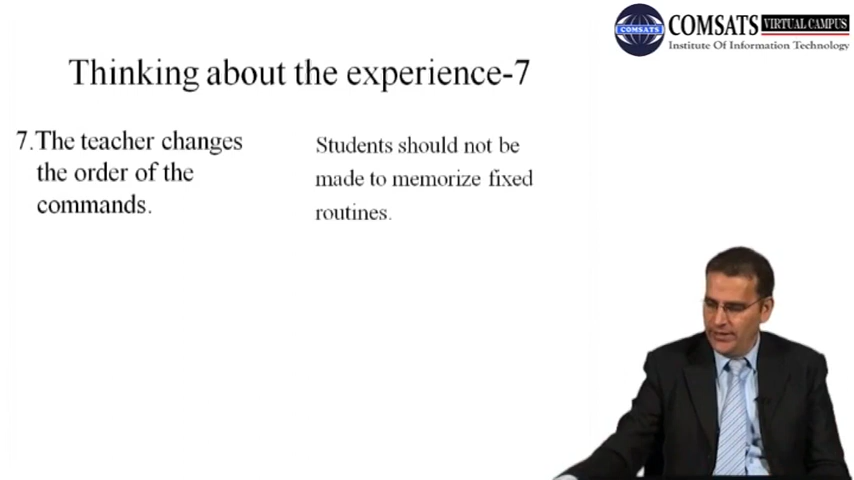 COMSATS VIRTUAL CAMPUS
COMSATS
Institute Of Information Technology
Thinking about the experience-7
7.The teacher changes
the order of the
commands.
Students should not be
made to memorize fixed
routines.